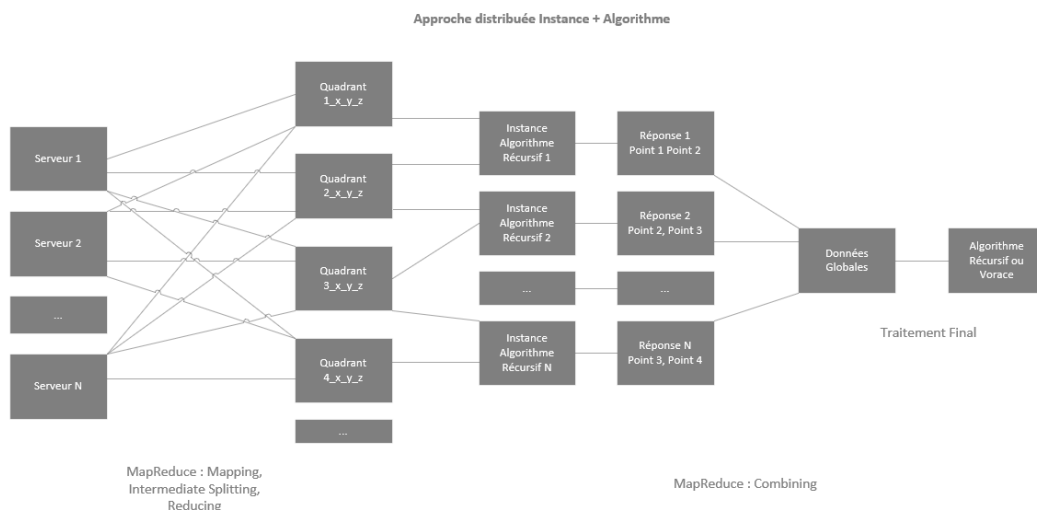 Approche distribuée Instance + Algorithme
Serveur 1
Serveur 2
...
Serveur N
Quadrant
1_x_y_z
Quadrant
2_x_y_z
Quadrant
3_x_y_z
Quadrant
4_x_y_z
...
Instance
Algorithme
Récursif 1
Instance
Algorithme
Récursif 2
...
Instance
Algorithme
Récursif N
Réponse 1
Point 1 Point 2
Réponse 2
Point 2, Point 3
...
Réponse N
Point 3, Point 4
Données
Globales
Algorithme
Récursif ou
Vorace
Traitement Final
MapReduce : Mapping,
Intermediate Splitting,
Reducing
MapReduce : Combining